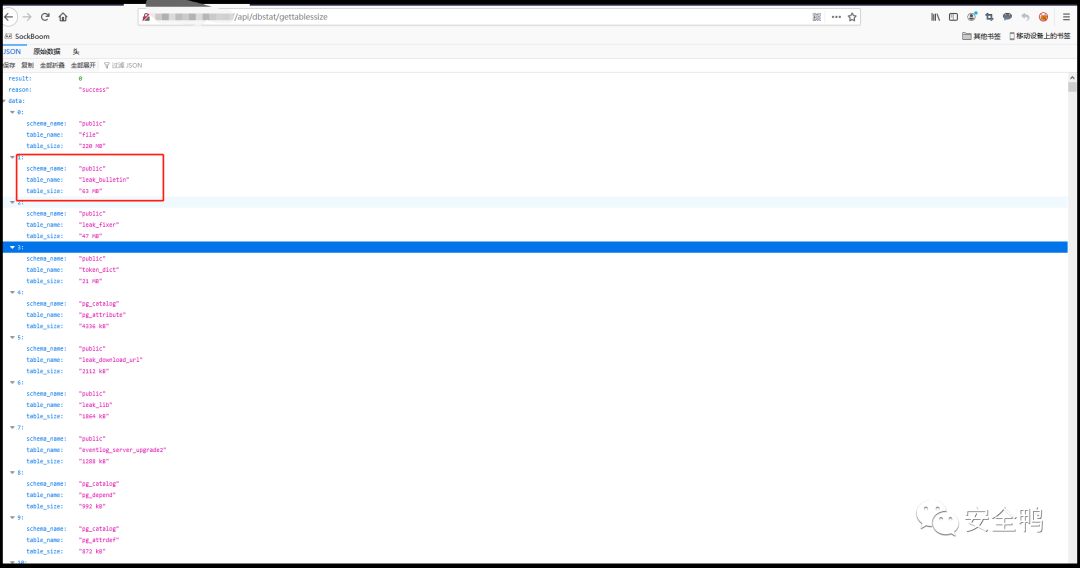 /api/dbstat/gettablessize
SockBoom
其他书签
移动设备上的书签
JSON 原始数据 头
保存 复制 全部折叠 全部展开 过滤 JSON
result: 0
reason: "success"
data:
0:
schema_name: "public"
table_name: "file"
table_size: "220 MB"
1:
schema_name: "public"
table_name: "leak_bulletin"
table_size: "63 MB"
2:
schema_name: "public"
table_name: "leak_fixer"
table_size: "47 MB"
3:
schema_name: "public"
table_name: "token_dict"
table_size: "21 MB"
4:
schema_name: "pg_catalog"
table_name: "pg_attribute"
table_size: "4336 kB"
5:
schema_name: "public"
table_name: "leak_download_url"
table_size: "2112 kB"
6:
schema_name: "public"
table_name: "leak_lib"
table_size: "1864 kB"
7:
schema_name: "public"
table_name: "eventlog_server_upgrade2"
table_size: "1288 kB"
8:
schema_name: "pg_catalog"
table_name: "pg_depend"
table_size: "992 kB"
9:
schema_name: "pg_catalog"
table_name: "pg_attrdef"
table_size: "872 kB"
10:
安全鸭